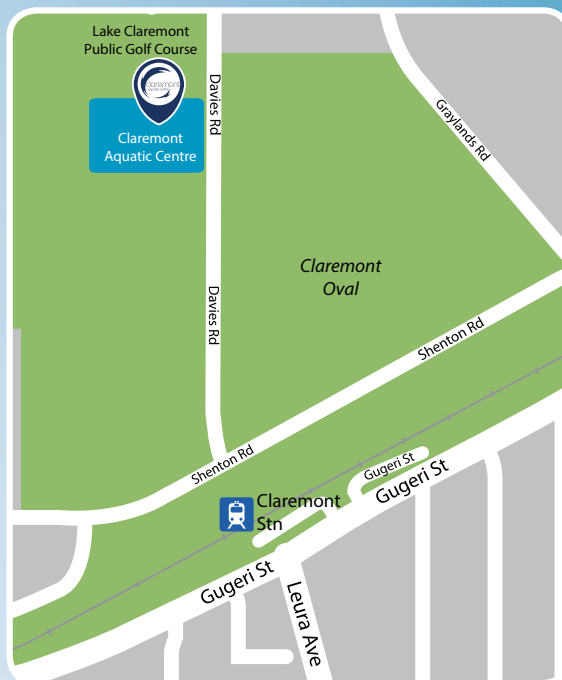 Lake Claremont
Public Golf Course
claremont
Claremont
Aquatic Centre
Davies Rd
Graylands Rd
Claremont
Oval
Davies Rd
Shenton Rd
Shenton Rd
Gugeri St
Gugeri St
Claremont
Stn
Gugeri St
Leura Ave